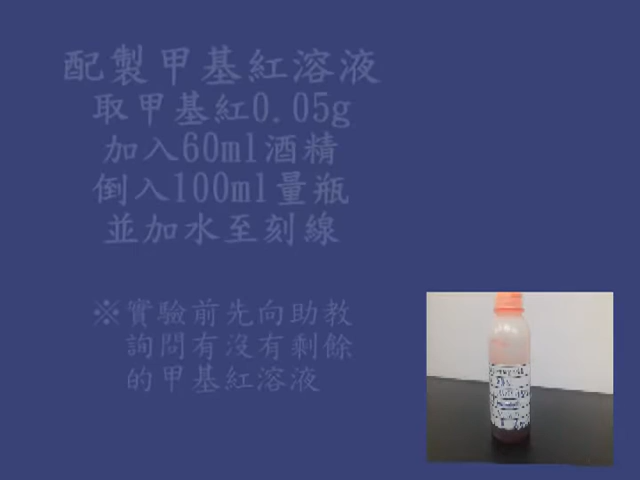 配製甲基紅溶液
取甲基紅0.05g
加入60ml酒精
倒入100ml量瓶
並加水至刻線
※實驗前先向助教
詢問有沒有剩餘
的甲基紅溶液